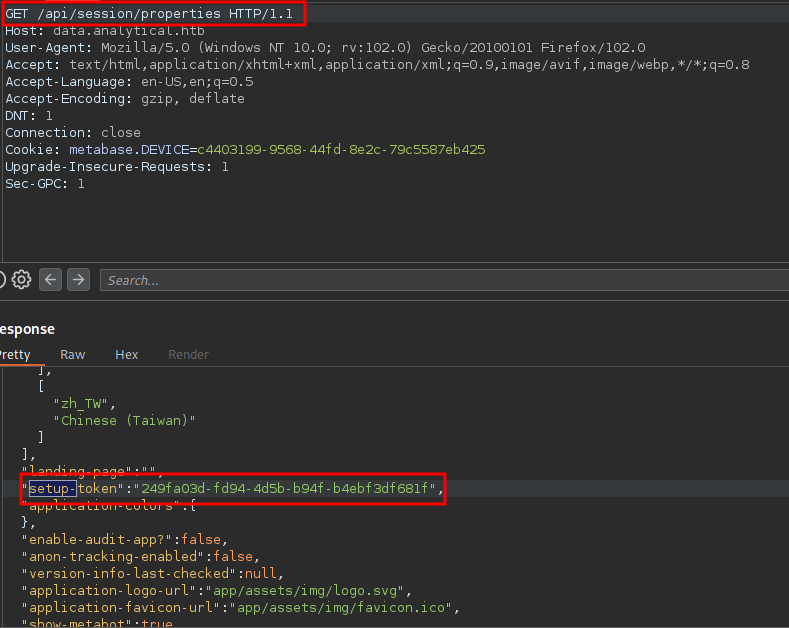 GET /api/session/properties HTTP/1.1
Host: data.analytical.htb
User-Agent: Mozilla/5.0 (Windows NT 10.0; rv:102.0) Gecko/20100101 Firefox/102.0
Accept: text/html,application/xhtml+xml,application/xml;q=0.9,image/avif,image/webp,*/*;q=0.8
Accept-Language: en-US,en;q=0.5
Accept-Encoding: gzip, deflate
DNT: 1
Connection: close
Cookie: metabase.DEVICE=c4403199-9568-44fd-8e2c-79c5587eb425
Upgrade-Insecure-Requests: 1
Sec-GPC: 1
Search...
esponse
Pretty Raw Hex Render
],
[
"zh_TW",
"Chinese (Taiwan)"
]
],
"landing-page":"",
"setup-token":"249fa03d-fd94-4d5b-b94f-b4ebf3df681f",
"application-colors":{
},
"enable-audit-app?":false,
"anon-tracking-enabled":false,
"version-info-last-checked":null,
"application-logo-url":"app/assets/img/logo.svg",
"application-favicon-url":"app/assets/img/favicon.ico",
"show-metabot":true